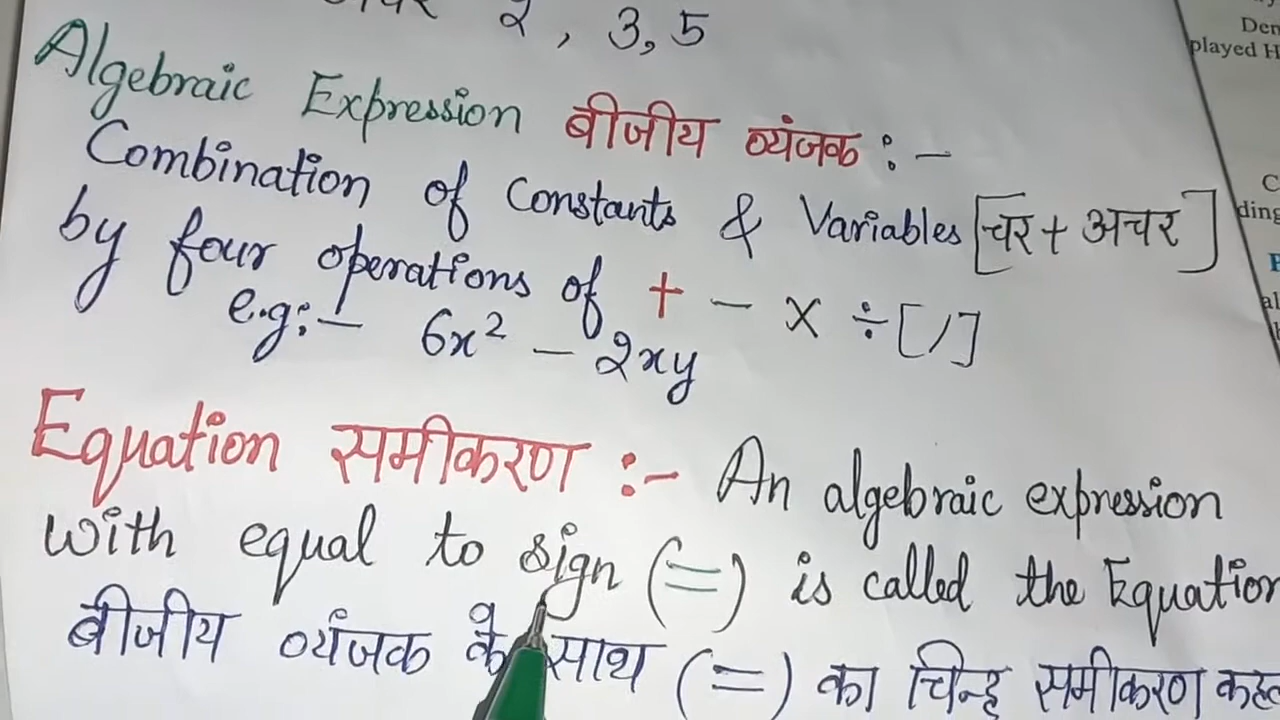 2, 3, 5
Algebraic Expression बीजीय व्यंजक :-
Combination of Constants & Variables [चर + अचर]
by four operations of + - × ÷ [/]
e.g:- 6x² - 2xy
Equation समीकरण :- An algebraic expression
with equal to sign (=) is called the Equation
बीजीय व्यंजक के साथ (=) का चिन्ह समीकरण
played H